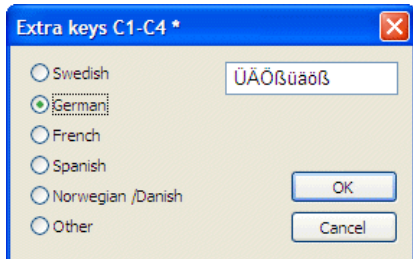 Extra keys C1-C4 *
Swedish
ÜÄÖßüäöß
German
French
Spanish
Norwegian /Danish
OK
Other
Cancel